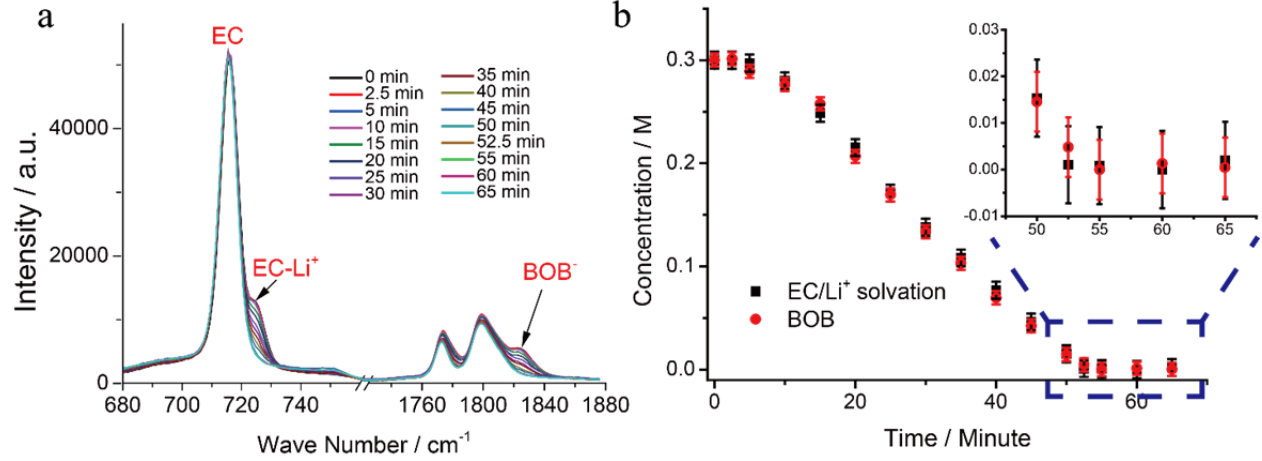 a
EC
0 min
2.5 min
5 min
10 min
15 min
20 min
25 min
30 min
35 min
40 min
45 min
50 min
52.5 min
55 min
60 min
65 min
EC-Li⁺
BOB⁻
Intensity / a.u.
40000
20000
0
680
700
720
740
1760
1800
1840
1880
Wave Number / cm⁻¹
b
Concentration / M
0.3
0.2
0.1
0.0
0
20
40
60
Time / Minute
EC/Li⁺ solvation
BOB
0.03
0.02
0.01
0.00
-0.01
50
55
60
65